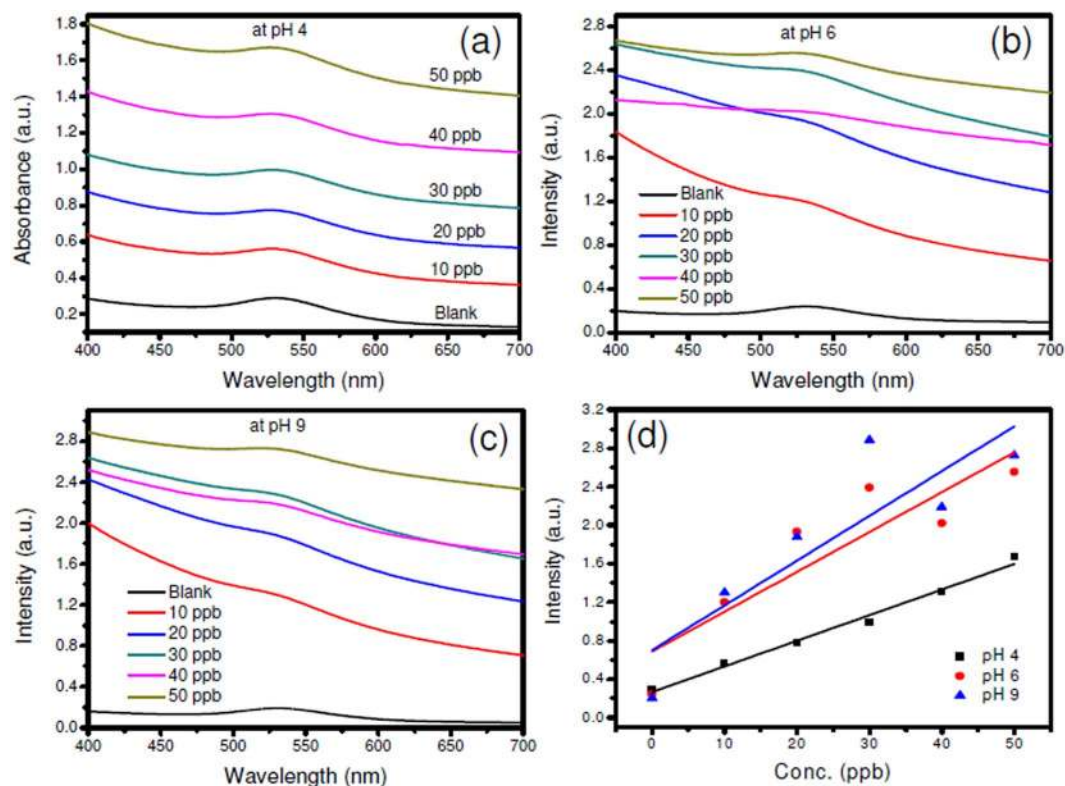 at pH 4
(a)
1.8
1.6
1.4
1.2
1.0
0.8
0.6
0.4
0.2
Absorbance (a.u.)
50 ppb
40 ppb
30 ppb
20 ppb
10 ppb
Blank
400 450 500 550 600 650 700
Wavelength (nm)
at pH 6
(b)
2.8
2.4
2.0
1.6
1.2
0.8
0.4
0.0
Intensity (a.u.)
Blank
10 ppb
20 ppb
30 ppb
40 ppb
50 ppb
400 450 500 550 600 650 700
Wavelength (nm)
at pH 9
(c)
2.8
2.4
2.0
1.6
1.2
0.8
0.4
0.0
Intensity (a.u.)
Blank
10 ppb
20 ppb
30 ppb
40 ppb
50 ppb
400 450 500 550 600 650 700
Wavelength (nm)
(d)
3.2
2.8
2.4
2.0
1.6
1.2
0.8
0.4
0.0
Intensity (a.u.)
pH 4
pH 6
pH 9
0 10 20 30 40 50
Conc. (ppb)